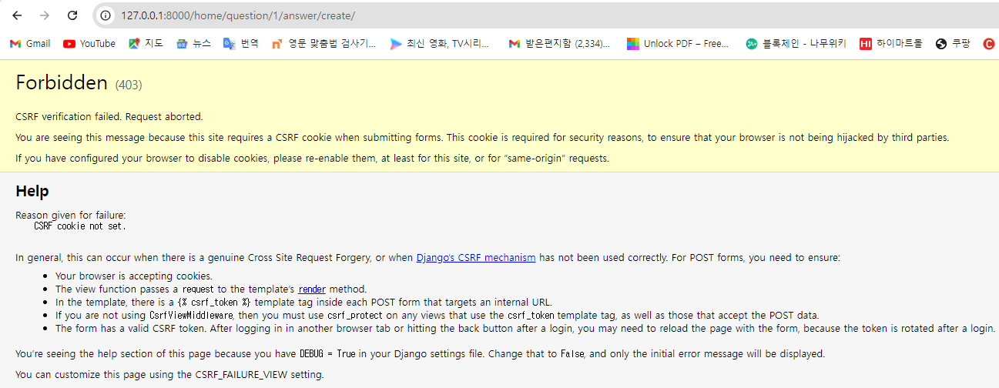 127.0.0.1:8000/home/question/1/answer/create/
Gmail YouTube 지도 뉴스 번역 영문 맞춤법 검사기... 최신 영화, TV시리... 받은편지함 (2,334)... Unlock PDF – Free... 블록체인 - 나무위키 HI 하이마트몰 쿠팡 C
Forbidden (403)
CSRF verification failed. Request aborted.
You are seeing this message because this site requires a CSRF cookie when submitting forms. This cookie is required for security reasons, to ensure that your browser is not being hijacked by third parties.
If you have configured your browser to disable cookies, please re-enable them, at least for this site, or for “same-origin” requests.
Help
Reason given for failure:
CSRF cookie not set.
In general, this can occur when there is a genuine Cross Site Request Forgery, or when Django’s CSRF mechanism has not been used correctly. For POST forms, you need to ensure:
• Your browser is accepting cookies.
• The view function passes a request to the template’s render method.
• In the template, there is a {% csrf_token %} template tag inside each POST form that targets an internal URL.
• If you are not using CsrfViewMiddleware, then you must use csrf_protect on any views that use the csrf_token template tag, as well as those that accept the POST data.
• The form has a valid CSRF token. After logging in in another browser tab or hitting the back button after a login, you may need to reload the page with the form, because the token is rotated after a login.
You’re seeing the help section of this page because you have DEBUG = True in your Django settings file. Change that to False, and only the initial error message will be displayed.
You can customize this page using the CSRF_FAILURE_VIEW setting.